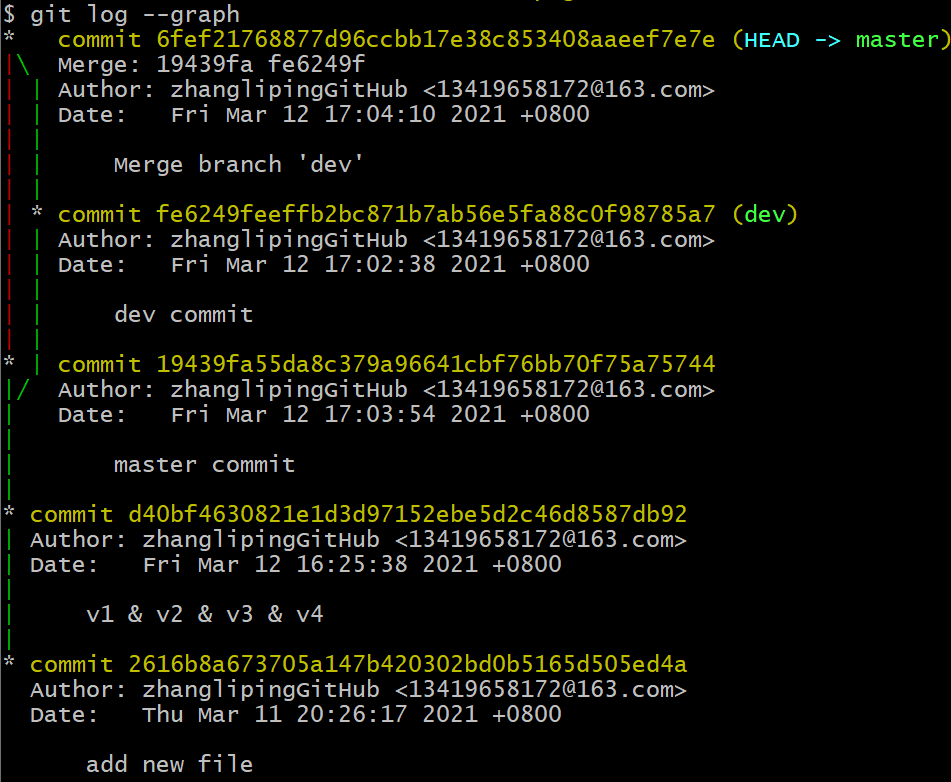 $ git log --graph
*   commit 6fef21768877d96ccbb17e38c853408aaeef7e7e (HEAD -> master)
|\  Merge: 19439fa fe6249f
| | Author: zhanglipingGitHub <13419658172@163.com>
| | Date:   Fri Mar 12 17:04:10 2021 +0800
| |
| |     Merge branch 'dev'
| |
| * commit fe6249feeffb2bc871b7ab56e5fa88c0f98785a7 (dev)
| | Author: zhanglipingGitHub <13419658172@163.com>
| | Date:   Fri Mar 12 17:02:38 2021 +0800
| |
| |     dev commit
| |
* | commit 19439fa55da8c379a96641cbf76bb70f75a75744
|/  Author: zhanglipingGitHub <13419658172@163.com>
|   Date:   Fri Mar 12 17:03:54 2021 +0800
|
|       master commit
|
* commit d40bf4630821e1d3d97152ebe5d2c46d8587db92
| Author: zhanglipingGitHub <13419658172@163.com>
| Date:   Fri Mar 12 16:25:38 2021 +0800
|
|     v1 & v2 & v3 & v4
|
* commit 2616b8a673705a147b420302bd0b5165d505ed4a
  Author: zhanglipingGitHub <13419658172@163.com>
  Date:   Thu Mar 11 20:26:17 2021 +0800

      add new file